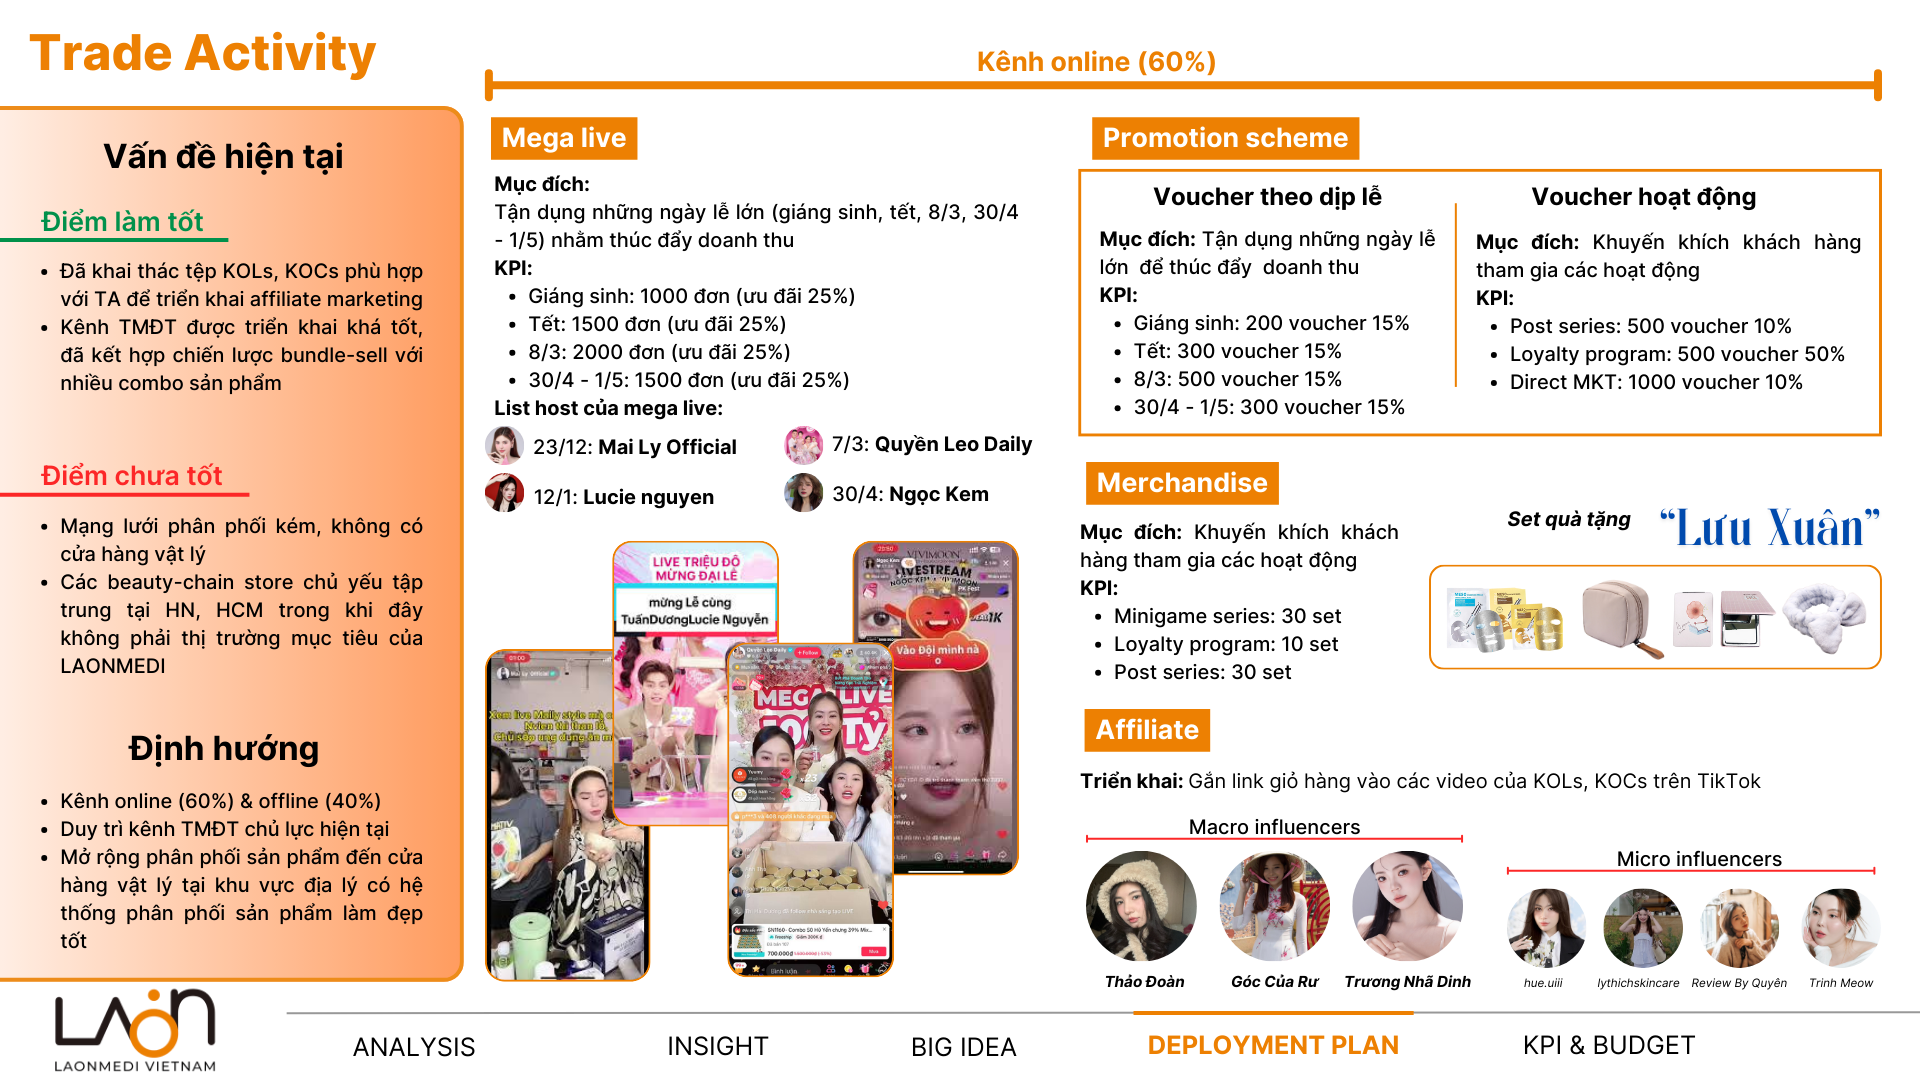 Trade Activity
Kênh online (60%)
Vấn đề hiện tại
Điểm làm tốt
Đã khai thác tệp KOLs, KOCs phù hợp
với TA để triển khai affiliate marketing
Kênh TMĐT được triển khai khá tốt,
đã kết hợp chiến lược bundle-sell với
nhiều combo sản phẩm
Điểm chưa tốt
Mạng lưới phân phối kém, không có
cửa hàng vật lý
Các beauty-chain store chủ yếu tập
trung tại HN, HCM trong khi đây
không phải thị trường mục tiêu của
LAONMEDI
Định hướng
Kênh online (60%) & offline (40%)
Duy trì kênh TMĐT chủ lực hiện tại
Mở rộng phân phối sản phẩm đến cửa
hàng vật lý tại khu vực địa lý có hệ
thống phân phối sản phẩm làm đẹp
tốt
Mega live
Mục đích:
Tận dụng những ngày lễ lớn (giáng sinh, tết, 8/3, 30/4
- 1/5) nhằm thúc đẩy doanh thu
KPI:
Giáng sinh: 1000 đơn (ưu đãi 25%)
Tết: 1500 đơn (ưu đãi 25%)
8/3: 2000 đơn (ưu đãi 25%)
30/4 - 1/5: 1500 đơn (ưu đãi 25%)
List host của mega live:
23/12: Mai Ly Official
7/3: Quyền Leo Daily
12/1: Lucie nguyen
30/4: Ngọc Kem
LIVE TRIỆU ĐÔ
MỪNG ĐẠI LỄ
mừng Lễ cùng
TuấnDươngLucie Nguyễn
VIVIMOON
LIVESTREAM
Vào Đội mình nà
Mai Ly Official
Quyền Leo Daily
MEGA LIVE
100 Tỷ
Promotion scheme
Voucher theo dịp lễ
Mục đích: Tận dụng những ngày lễ
lớn để thúc đẩy doanh thu
KPI:
Giáng sinh: 200 voucher 15%
Tết: 300 voucher 15%
8/3: 500 voucher 15%
30/4 - 1/5: 300 voucher 15%
Voucher hoạt động
Mục đích: Khuyến khích khách hàng
tham gia các hoạt động
KPI:
Post series: 500 voucher 10%
Loyalty program: 500 voucher 50%
Direct MKT: 1000 voucher 10%
Merchandise
Mục đích: Khuyến khích khách
hàng tham gia các hoạt động
KPI:
Minigame series: 30 set
Loyalty program: 10 set
Post series: 30 set
Set quà tặng "Lưu Xuân"
Affiliate
Triển khai: Gắn link giỏ hàng vào các video của KOLs, KOCs trên TikTok
Macro influencers
Thảo Đoàn
Góc Của Rư
Trương Nhã Dinh
Micro influencers
hue.uiii
lythichskincare
Review By Quyên
Trinh Meow
LAON
LAONMEDI VIETNAM
ANALYSIS
INSIGHT
BIG IDEA
DEPLOYMENT PLAN
KPI & BUDGET